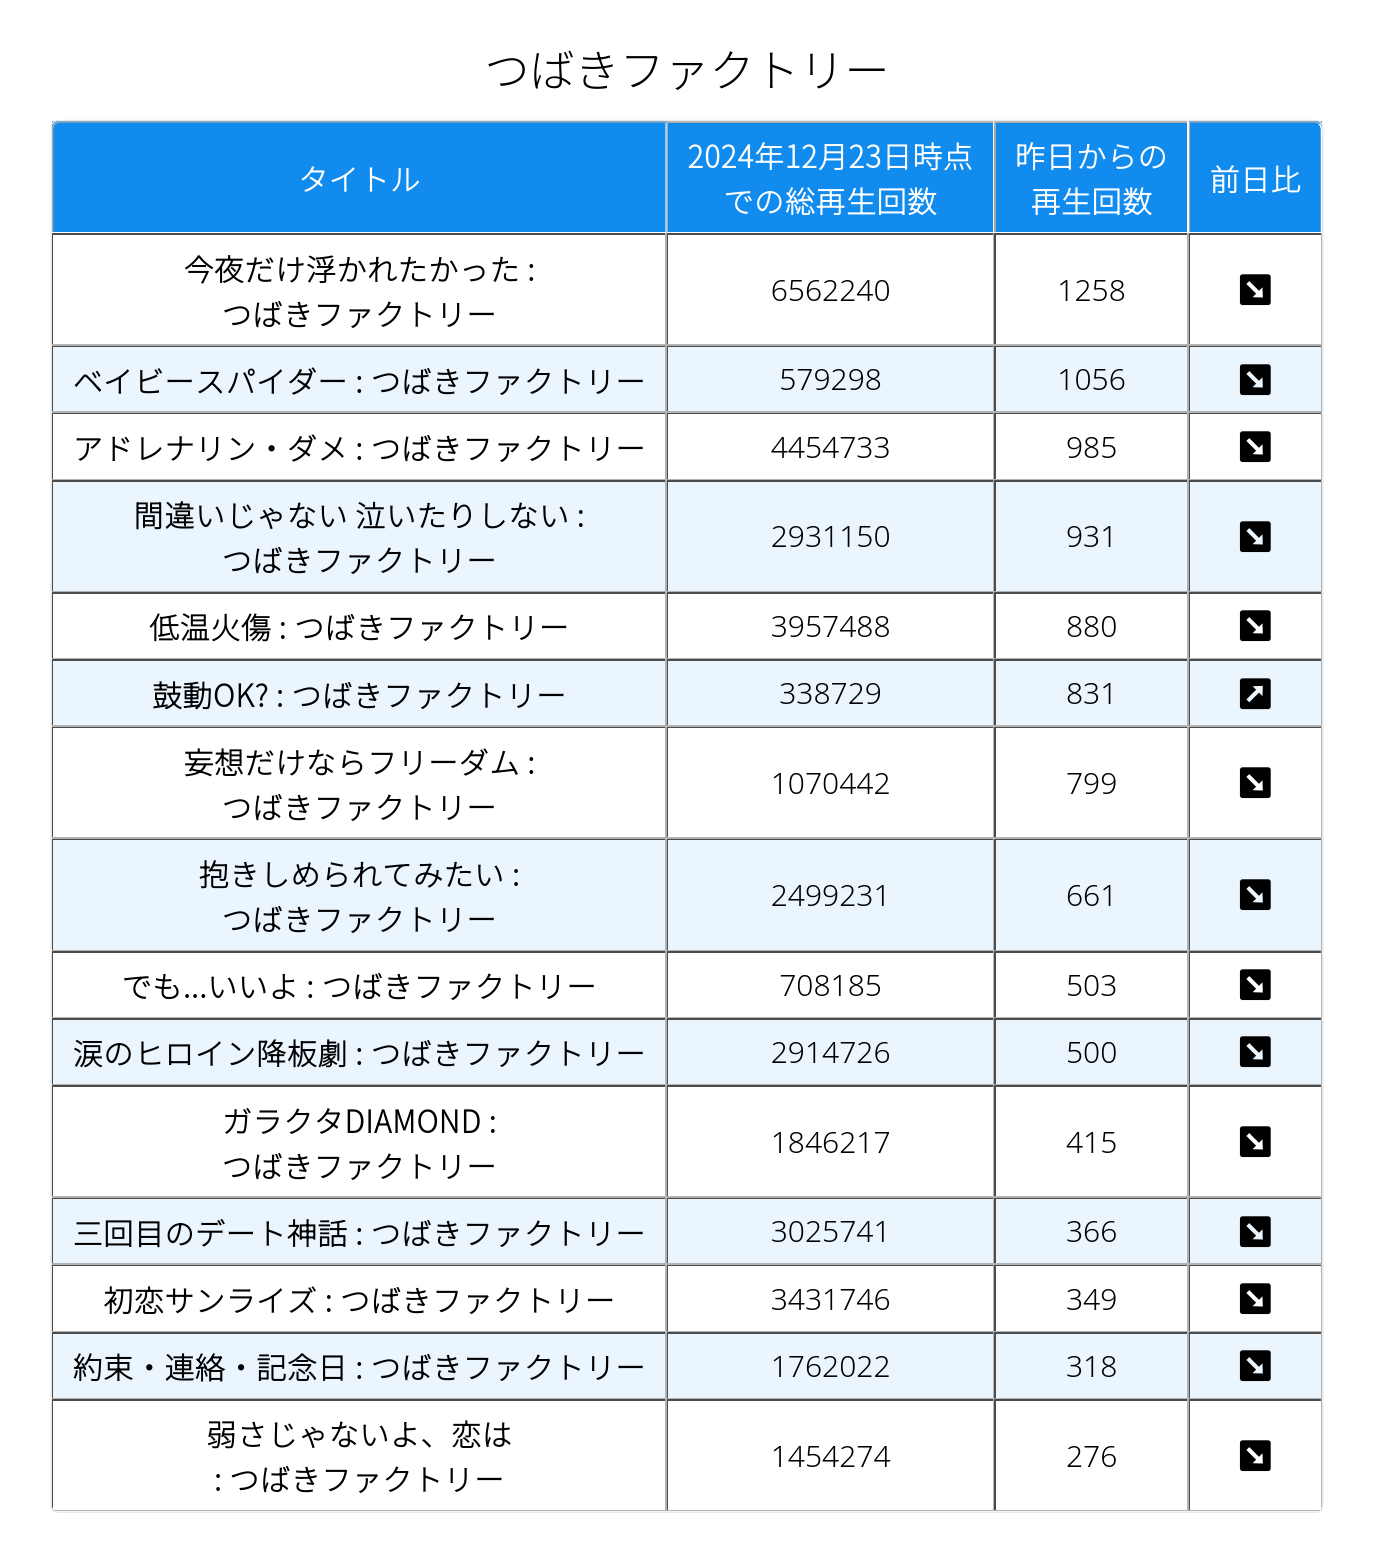 つばきファクトリー
タイトル
2024年12月23日時点
での総再生回数
昨日からの
再生回数
前日比
今夜だけ浮かれたかった :
つばきファクトリー
6562240
1258
ベイビースパイダー : つばきファクトリー
579298
1056
アドレナリン・ダメ : つばきファクトリー
4454733
985
間違いじゃない 泣いたりしない :
つばきファクトリー
2931150
931
低温火傷 : つばきファクトリー
3957488
880
鼓動OK? : つばきファクトリー
338729
831
妄想だけならフリーダム :
つばきファクトリー
1070442
799
抱きしめられてみたい :
つばきファクトリー
2499231
661
でも...いいよ : つばきファクトリー
708185
503
涙のヒロイン降板劇 : つばきファクトリー
2914726
500
ガラクタDIAMOND :
つばきファクトリー
1846217
415
三回目のデート神話 : つばきファクトリー
3025741
366
初恋サンライズ : つばきファクトリー
3431746
349
約束・連絡・記念日 : つばきファクトリー
1762022
318
弱さじゃないよ、恋は
: つばきファクトリー
1454274
276